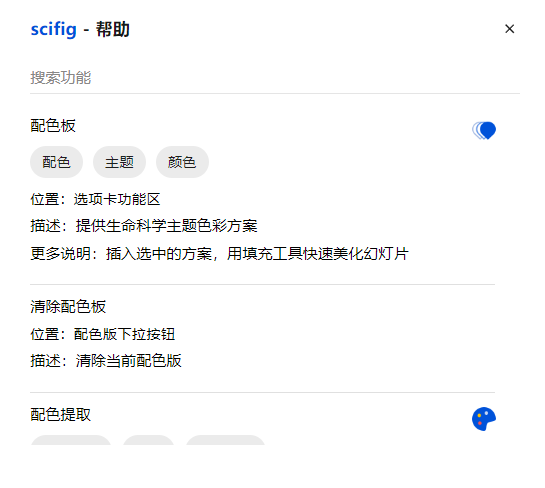 scifig - 帮助
×
搜索功能
配色板
配色 主题 颜色
位置：选项卡功能区
描述：提供生命科学主题色彩方案
更多说明：插入选中的方案，用填充工具快速美化幻灯片
清除配色板
位置：配色版下拉按钮
描述：清除当前配色版
配色提取